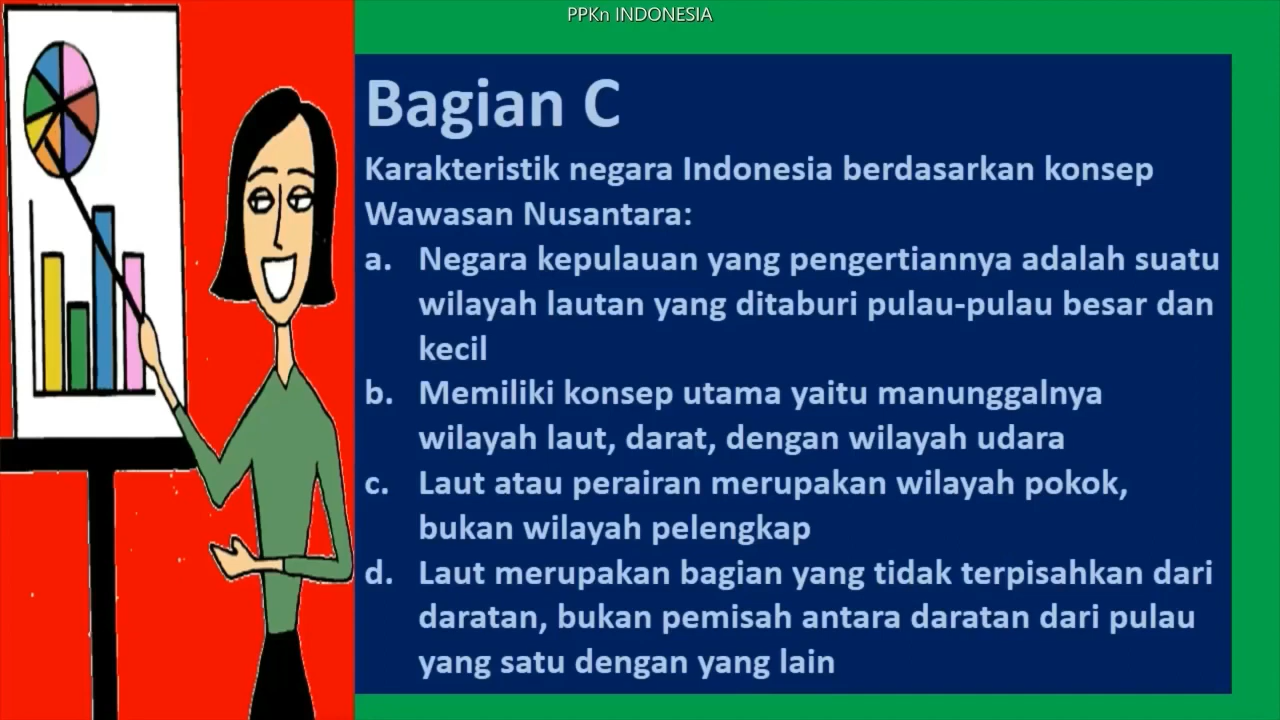 PPKn INDONESIA
Bagian C
Karakteristik negara Indonesia berdasarkan konsep
Wawasan Nusantara:
a. Negara kepulauan yang pengertiannya adalah suatu
wilayah lautan yang ditaburi pulau-pulau besar dan
kecil
b. Memiliki konsep utama yaitu manunggalnya
wilayah laut, darat, dengan wilayah udara
c. Laut atau perairan merupakan wilayah pokok,
bukan wilayah pelengkap
d. Laut merupakan bagian yang tidak terpisahkan dari
daratan, bukan pemisah antara daratan dari pulau
yang satu dengan yang lain